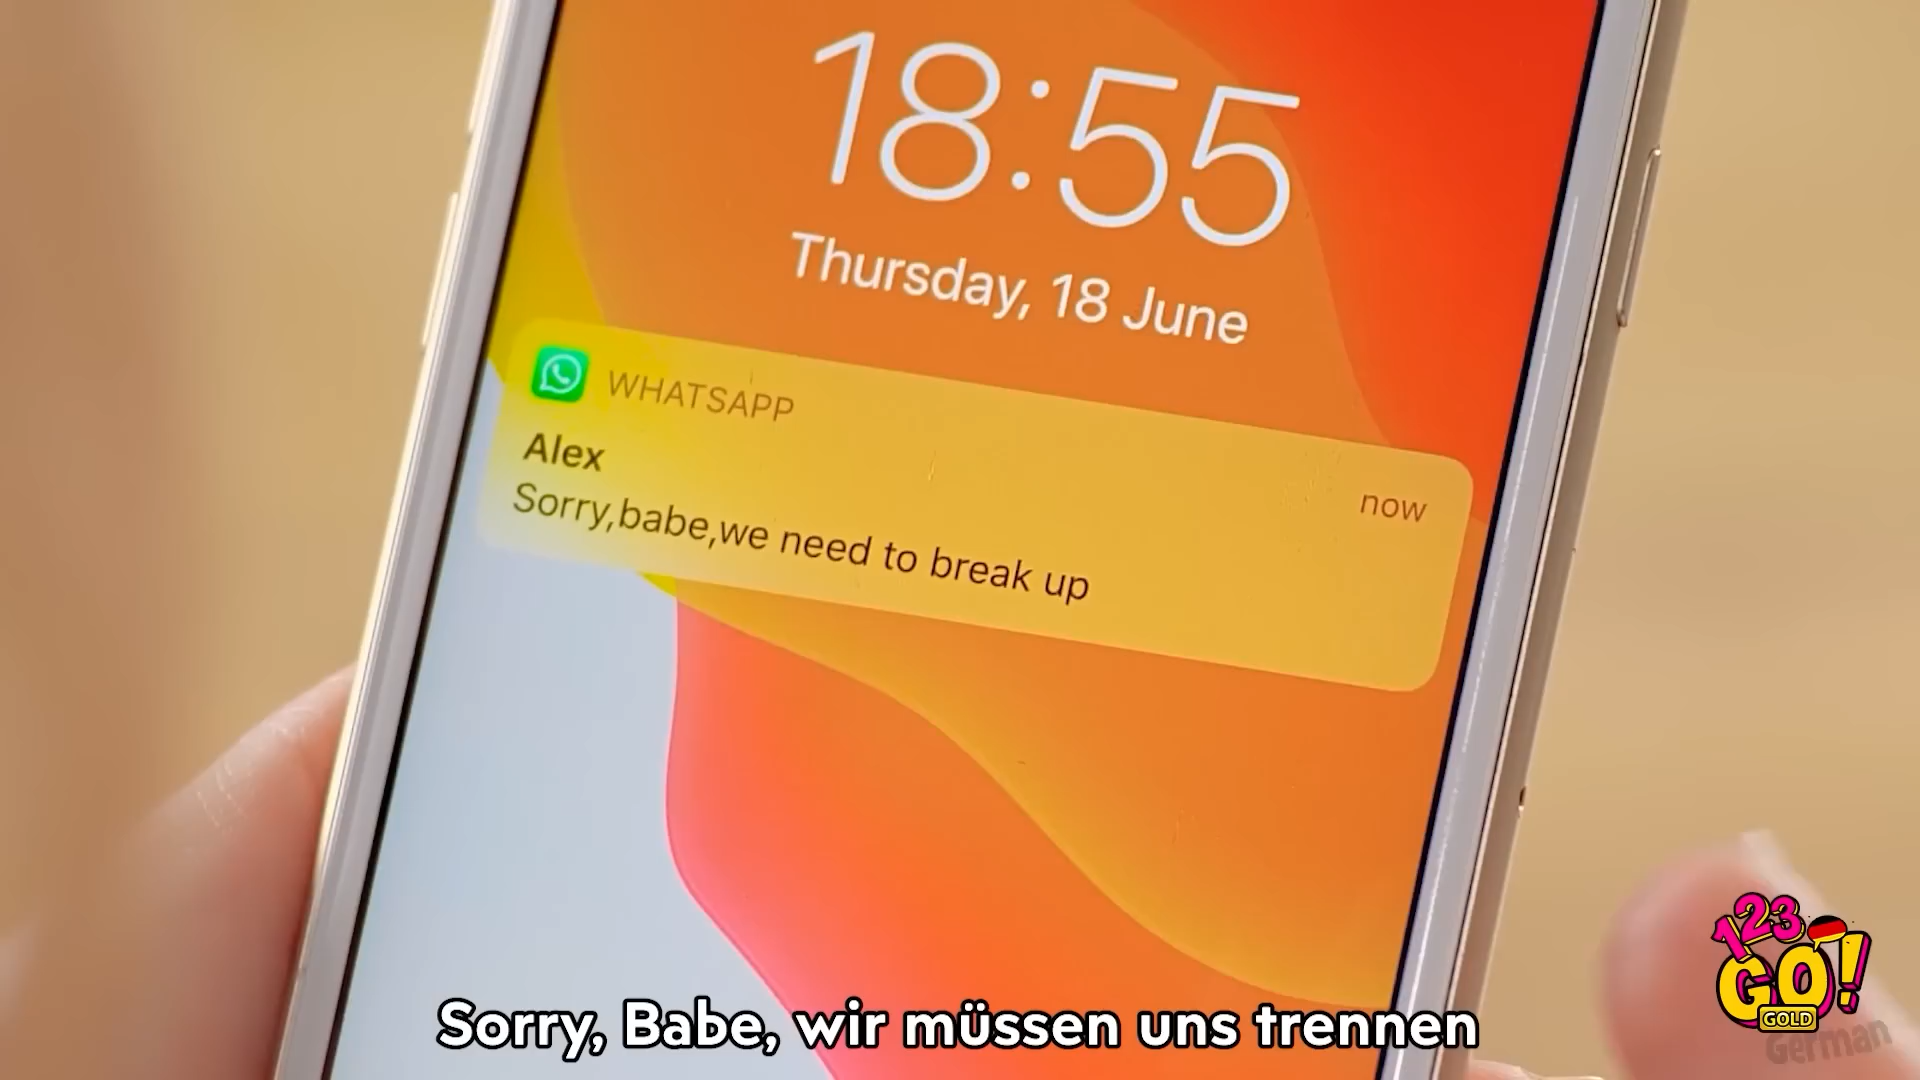 18:55
Thursday, 18 June
WHATSAPP
now
Alex
Sorry,babe,we need to break up
Sorry, Babe, wir müssen uns trennen
123
GO!
GOLD
German